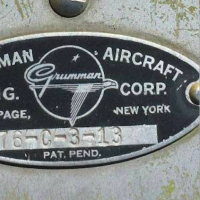 MAN AIRCRAFT
Grumman
G. CORP.
PAGE, NEW YORK
76-C-3-13
PAT. PEND.